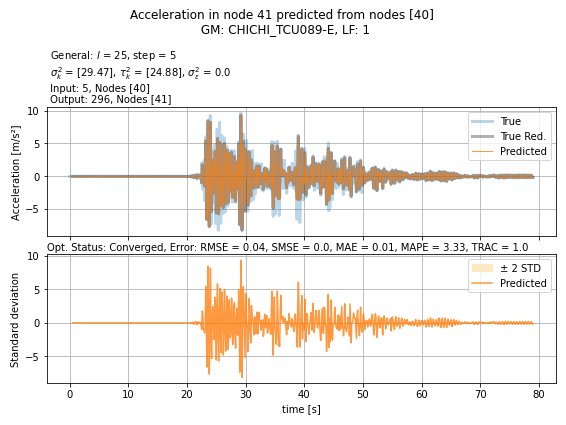 Acceleration in node 41 predicted from nodes [40]
GM: CHICHI_TCU089-E, LF: 1
General: l = 25, step = 5
σ²ₖ = [29.47], τ²ₖ = [24.88], σ²ε = 0.0
Input: 5, Nodes [40]
Output: 296, Nodes [41]
Acceleration [m/s²]
10
5
0
−5
True
True Red.
Predicted
Opt. Status: Converged, Error: RMSE = 0.04, SMSE = 0.0, MAE = 0.01, MAPE = 3.33, TRAC = 1.0
Standard deviation
10
5
0
−5
± 2 STD
Predicted
0 10 20 30 40 50 60 70 80
time [s]